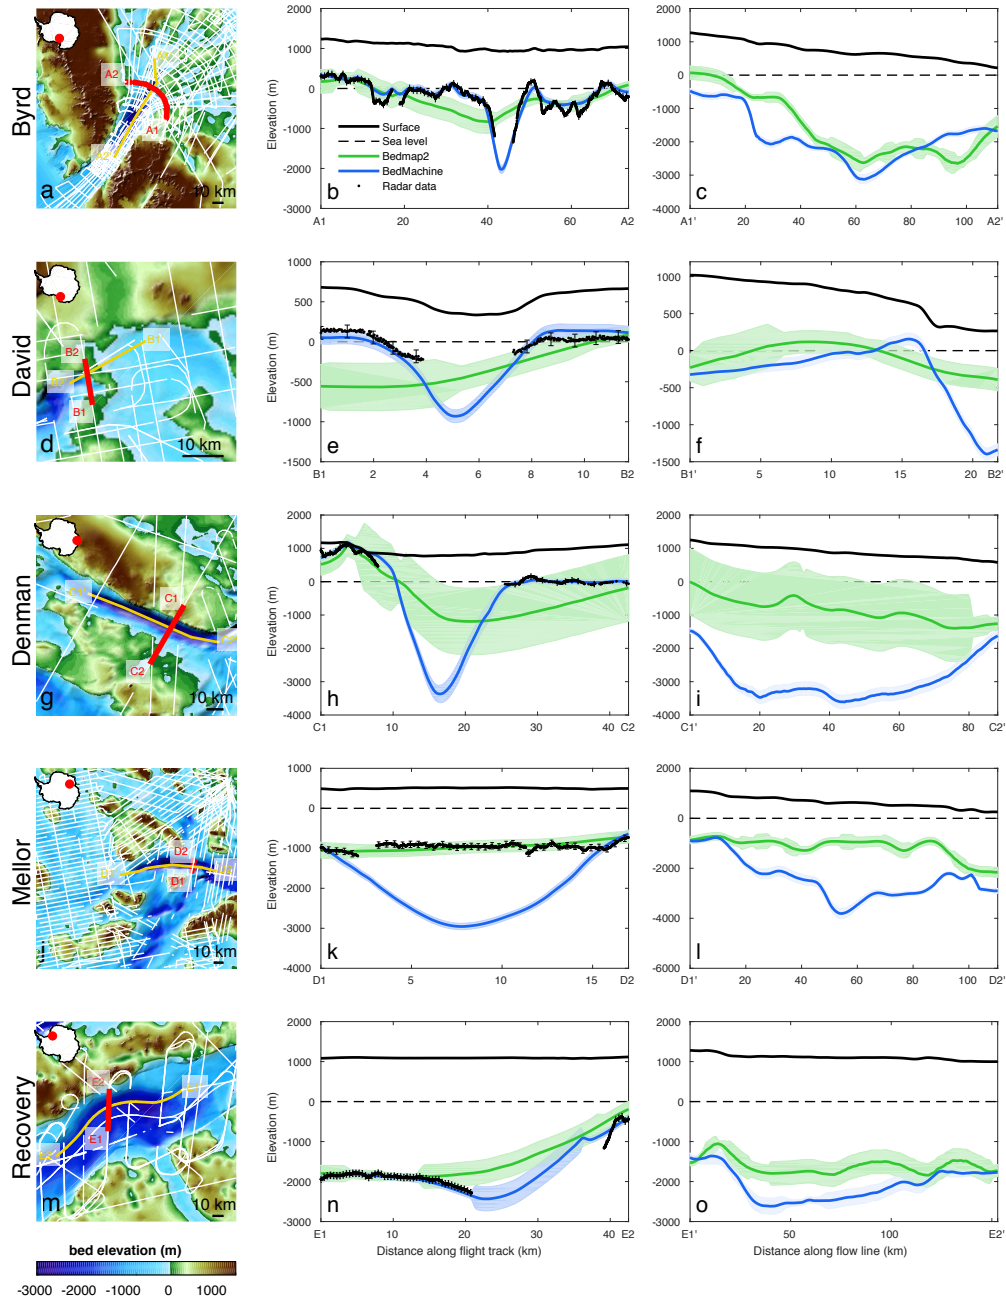 Byrd
A2
A1
A2'
10 km
a
2000
1000
0
-1000
-2000
-3000
Elevation (m)
Surface
Sea level
Bedmap2
BedMachine
Radar data
b
A1
20
40
60
A2
2000
1000
0
-1000
-2000
-3000
-4000
c
A1'
20
40
60
80
100
A2'
David
B2
B1
B1'
10 km
d
1000
500
0
-500
-1000
-1500
Elevation (m)
e
B1
2
4
6
8
10
B2
1000
500
0
-500
-1000
-1500
f
B1'
5
10
15
20
B2'
Denman
C1
C2
10 km
g
2000
1000
0
-1000
-2000
-3000
-4000
Elevation (m)
h
C1
10
20
30
40
C2
2000
1000
0
-1000
-2000
-3000
-4000
i
C1'
20
40
60
80
C2'
Mellor
D2
D1
10 km
j
1000
0
-1000
-2000
-3000
-4000
Elevation (m)
k
D1
5
10
15
D2
2000
0
-2000
-4000
-6000
l
D1'
20
40
60
80
100
D2'
Recovery
E2
E1
10 km
m
2000
1000
0
-1000
-2000
-3000
Elevation (m)
n
E1
10
20
30
40
E2
Distance along flight track (km)
2000
1000
0
-1000
-2000
-3000
o
E1'
50
100
E2'
Distance along flow line (km)
bed elevation (m)
-3000
-2000
-1000
0
1000